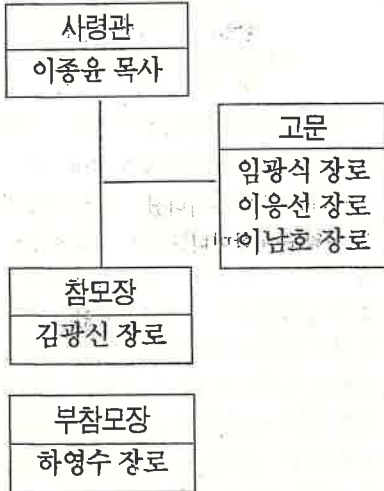 사령관
이종윤 목사
고문
임광식 장로
이응선 장로
이남호 장로
참모장
김광신 장로
부참모장
하영수 장로